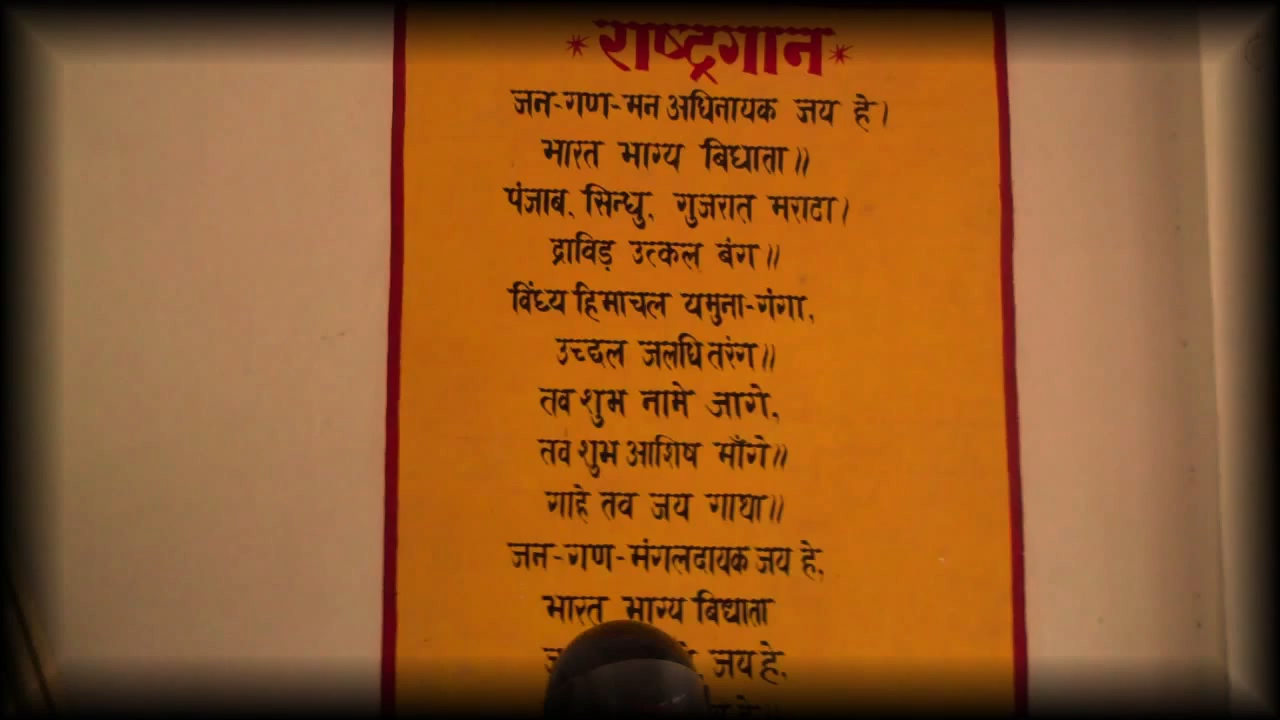 राष्ट्रगान
जन-गण-मन अधिनायक जय हे।
भारत भाग्य बिधाता॥
पंजाब, सिन्धु, गुजरात, मराठा।
द्राविड़ उत्कल बंग॥
विंध्य हिमाचल यमुना-गंगा,
उच्छल जलधि तरंग॥
तव शुभ नामे जागे,
तव शुभ आशिष माँगे॥
गाहे तव जय गाथा॥
जन-गण-मंगलदायक जय हे,
भारत भाग्य बिधाता
जय हे,